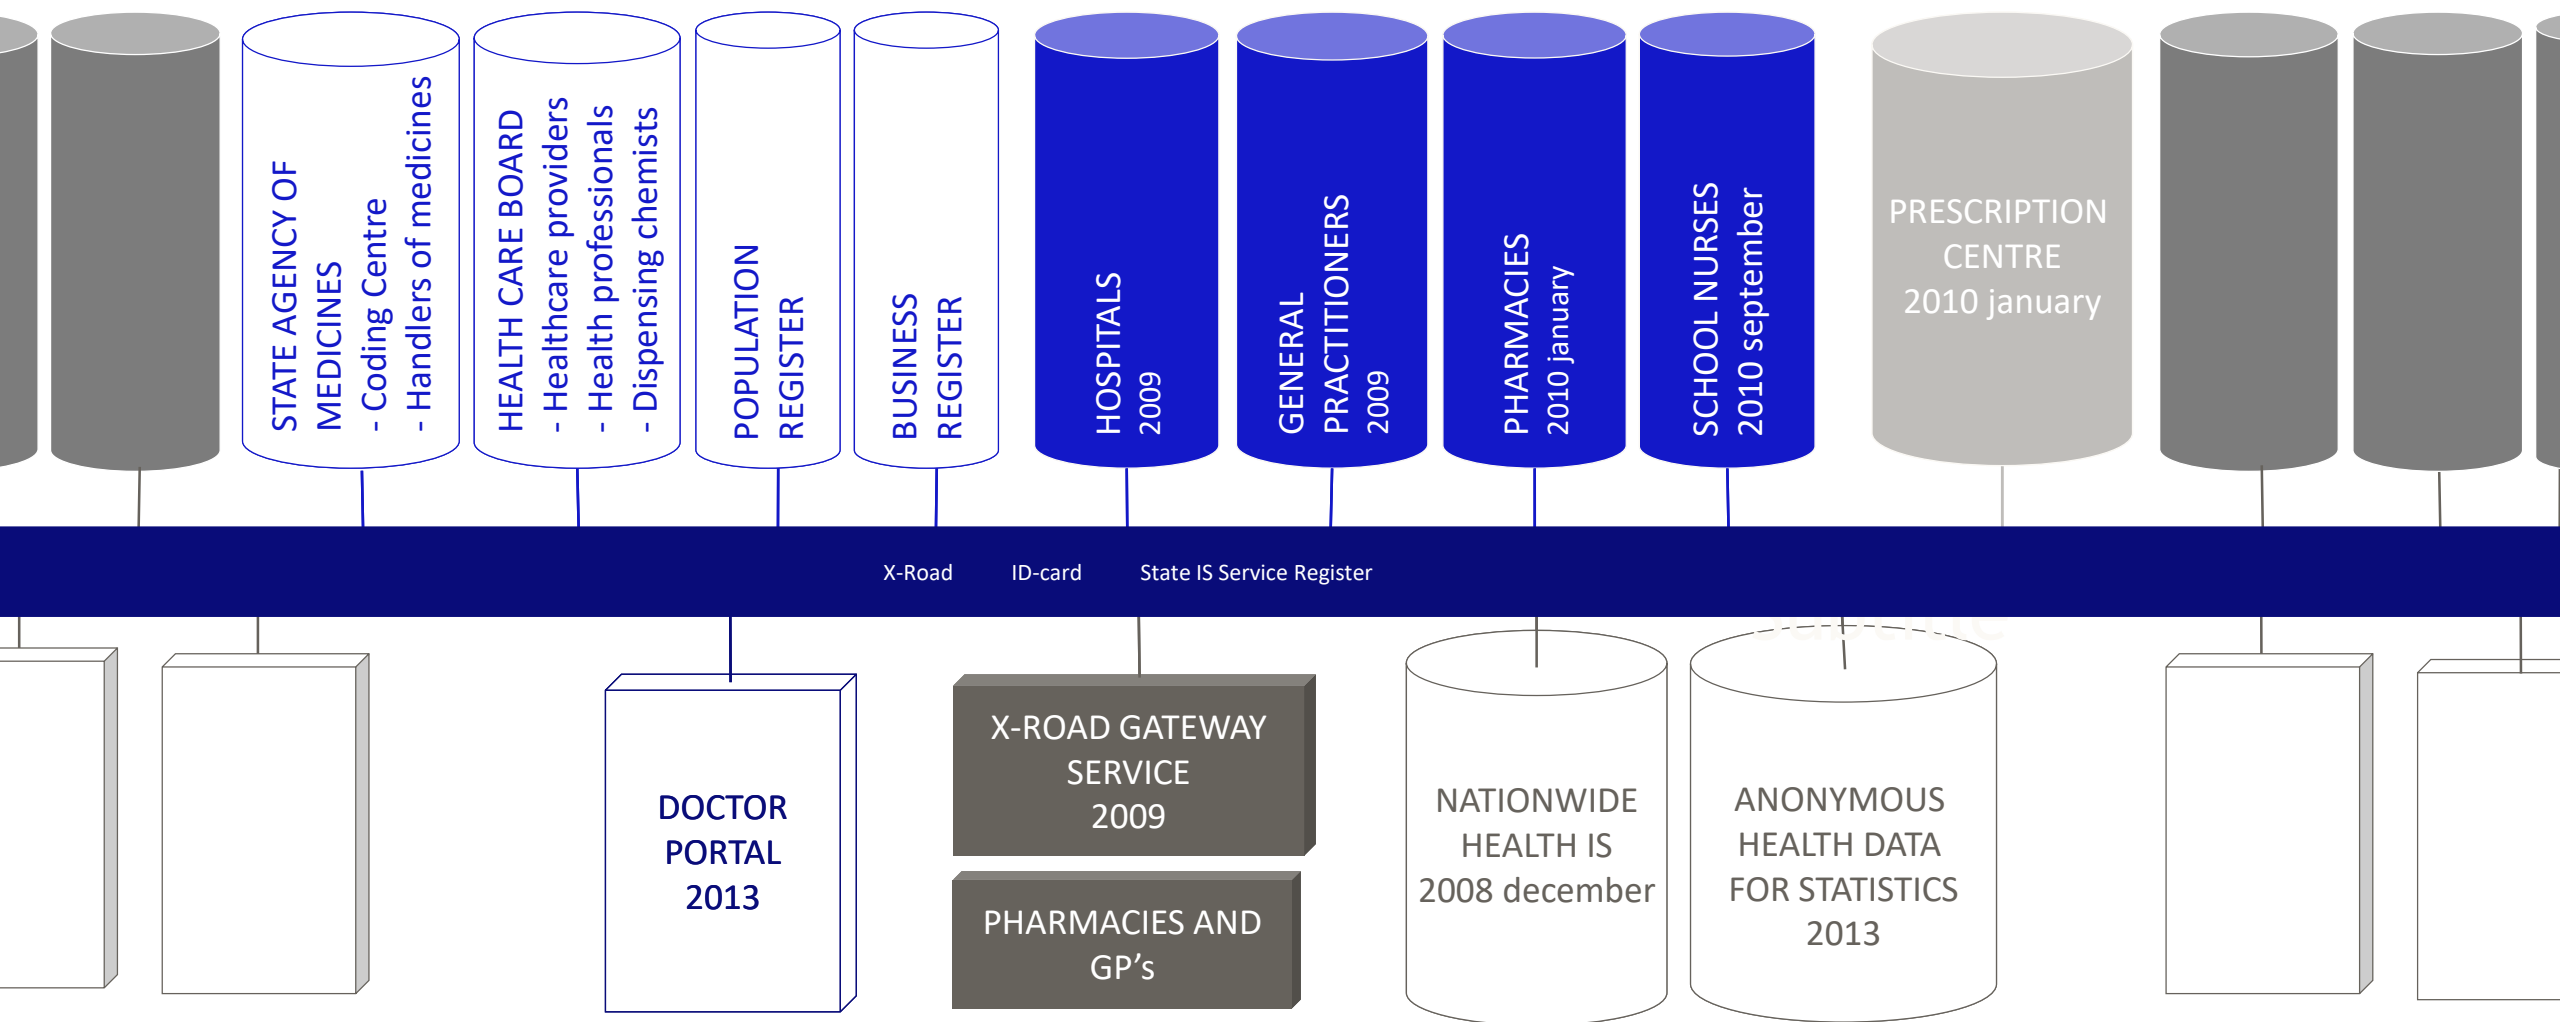 STATE AGENCY OF
MEDICINES
- Coding Centre
- Handlers of medicines
HEALTH CARE BOARD
- Healthcare providers
- Health professionals
- Dispensing chemists
POPULATION
REGISTER
BUSINESS
REGISTER
HOSPITALS
2009
GENERAL
PRACTITIONERS
2009
PHARMACIES
2010 january
SCHOOL NURSES
2010 september
PRESCRIPTION
CENTRE
2010 january
X-Road ID-card State IS Service Register
DOCTOR
PORTAL
2013
X-ROAD GATEWAY
SERVICE
2009
PHARMACIES AND
GP’s
NATIONWIDE
HEALTH IS
2008 december
ANONYMOUS
HEALTH DATA
FOR STATISTICS
2013